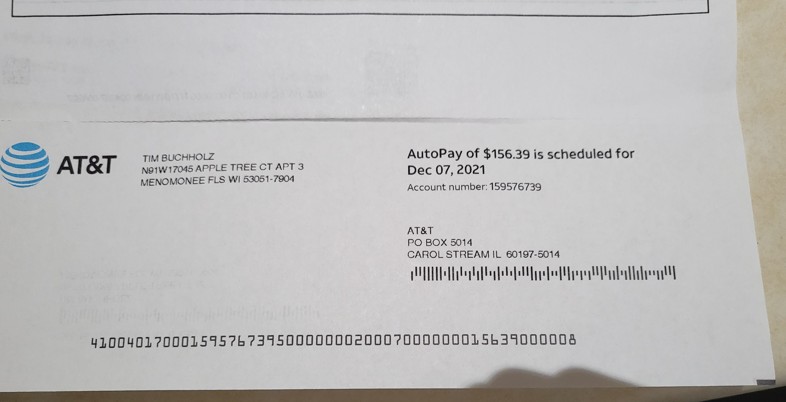 AT&T
TIM BUCHHOLZ
N91W17045 APPLE TREE CT APT 3
MENOMONEE FLS WI 53051-7904
AutoPay of $156.39 is scheduled for
Dec 07, 2021
Account number: 159576739
AT&T
PO BOX 5014
CAROL STREAM IL 60197-5014
4100401700015957673950000000200070000000015639000008